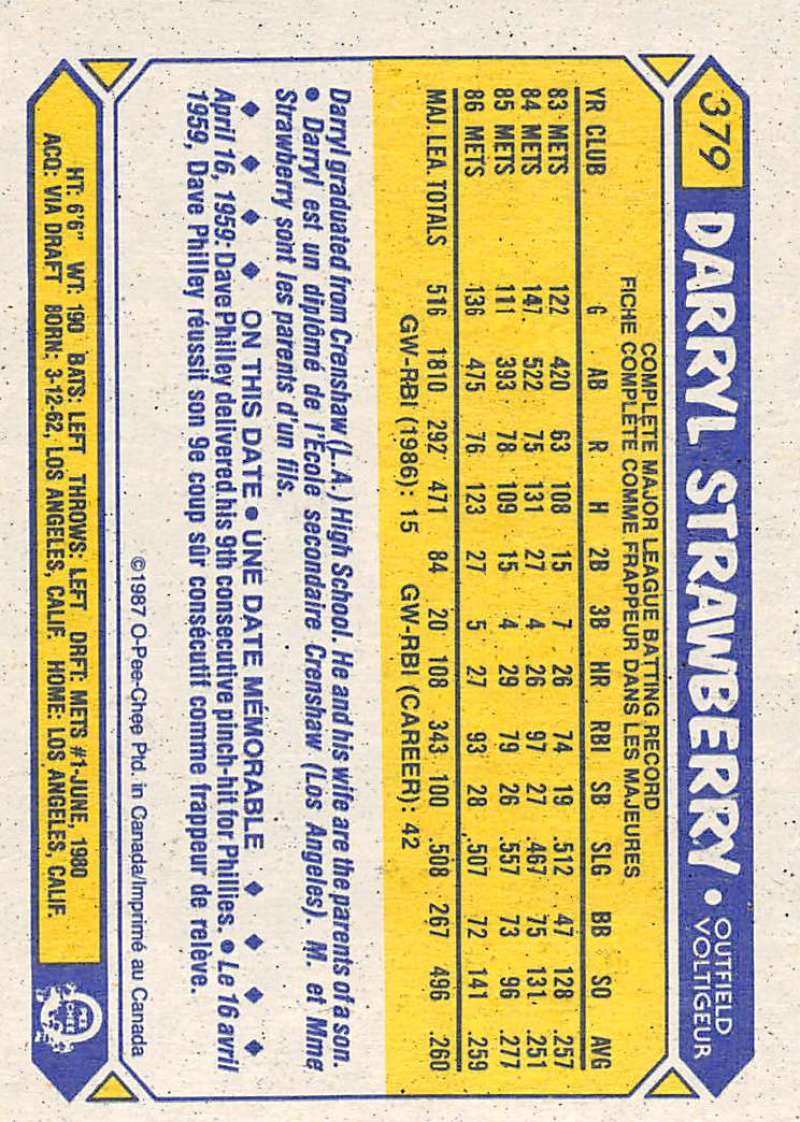 379 DARRYL STRAWBERRY • OUTFIELD
VOLTIGEUR
COMPLETE MAJOR LEAGUE BATTING RECORD
FICHE COMPLÈTE COMME FRAPPEUR DANS LES MAJEURES
YR CLUB G AB R H 2B 3B HR RBI SB SLG BB SO AVG
83 METS 122 420 63 108 15 7 26 74 19 .512 47 128 .257
84 METS 147 522 75 131 27 4 26 97 27 .467 75 131 .251
85 METS 111 393 78 109 15 4 29 79 26 .557 73 96 .277
86 METS 136 475 76 123 27 5 27 93 28 .507 72 141 .259
MAJ. LEA. TOTALS 516 1810 292 471 84 20 108 343 100 .508 267 496 .260
GW-RBI (1986): 15 GW-RBI (CAREER): 42
Darryl graduated from Crenshaw (L.A.) High School. He and his wife are the parents of a son.
• Darryl est un diplômé de l'École secondaire Crenshaw (Los Angeles). M. et Mme
Strawberry sont les parents d'un fils.
◆ ◆ ◆ ◆ ON THIS DATE • UNE DATE MÉMORABLE ◆ ◆ ◆ ◆
April 16, 1959: Dave Philley delivered his 9th consecutive pinch-hit for Phillies. • Le 16 avril
1959, Dave Philley réussit son 9e coup sûr consécutif comme frappeur de relève.
©1987 O-Pee-Chee Ptd. in Canada/Imprimé au Canada
HT: 6'6" WT: 190 BATS: LEFT THROWS: LEFT DRFT: METS #1-JUNE, 1980
ACQ: VIA DRAFT BORN: 3-12-62, LOS ANGELES, CALIF. HOME: LOS ANGELES, CALIF.
O
PEE
CHEE